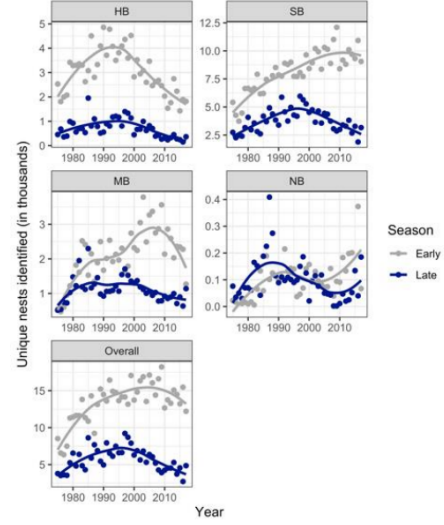 HB
SB
5
4
3
2
1
0
12.5
10.0
7.5
5.0
2.5
1980 1990 2000 2010
1980 1990 2000 2010
MB
NB
3
2
1
0.4
0.3
0.2
0.1
0.0
1980 1990 2000 2010
1980 1990 2000 2010
Overall
15
10
5
1980 1990 2000 2010
Unique nests identified (in thousands)
Year
Season
Early
Late